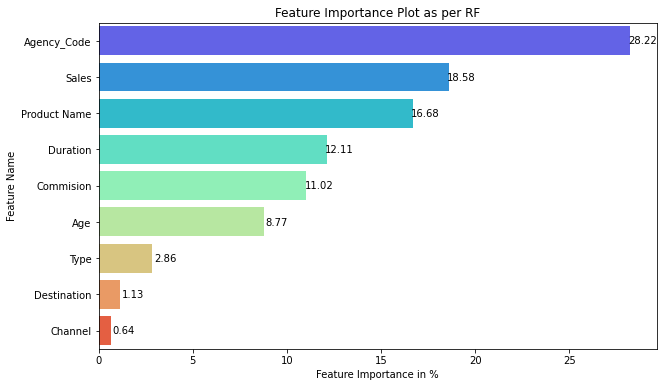 Feature Importance Plot as per RF
Feature Name
Agency_Code 28.22
Sales 18.58
Product Name 16.68
Duration 12.11
Commision 11.02
Age 8.77
Type 2.86
Destination 1.13
Channel 0.64
0 5 10 15 20 25
Feature Importance in %